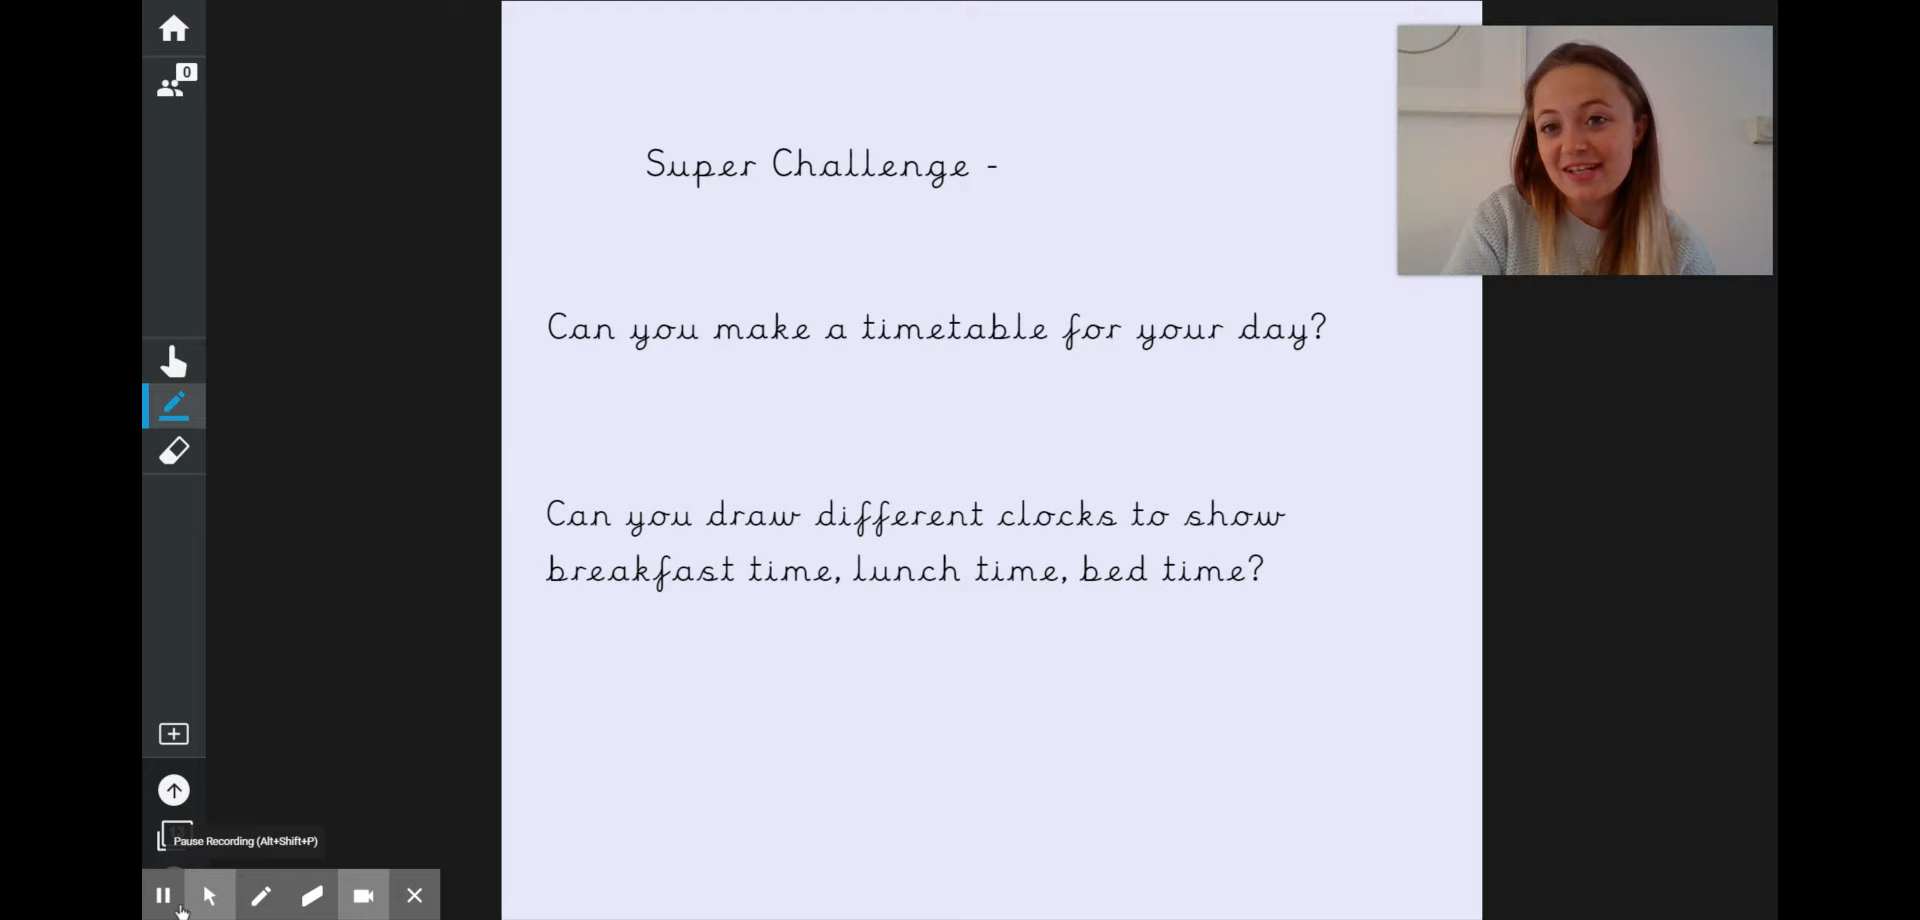 0
Super Challenge -
Can you make a timetable for your day?
Can you draw different clocks to show
breakfast time, lunch time, bed time?
Pause Recording (Alt+Shift+P)